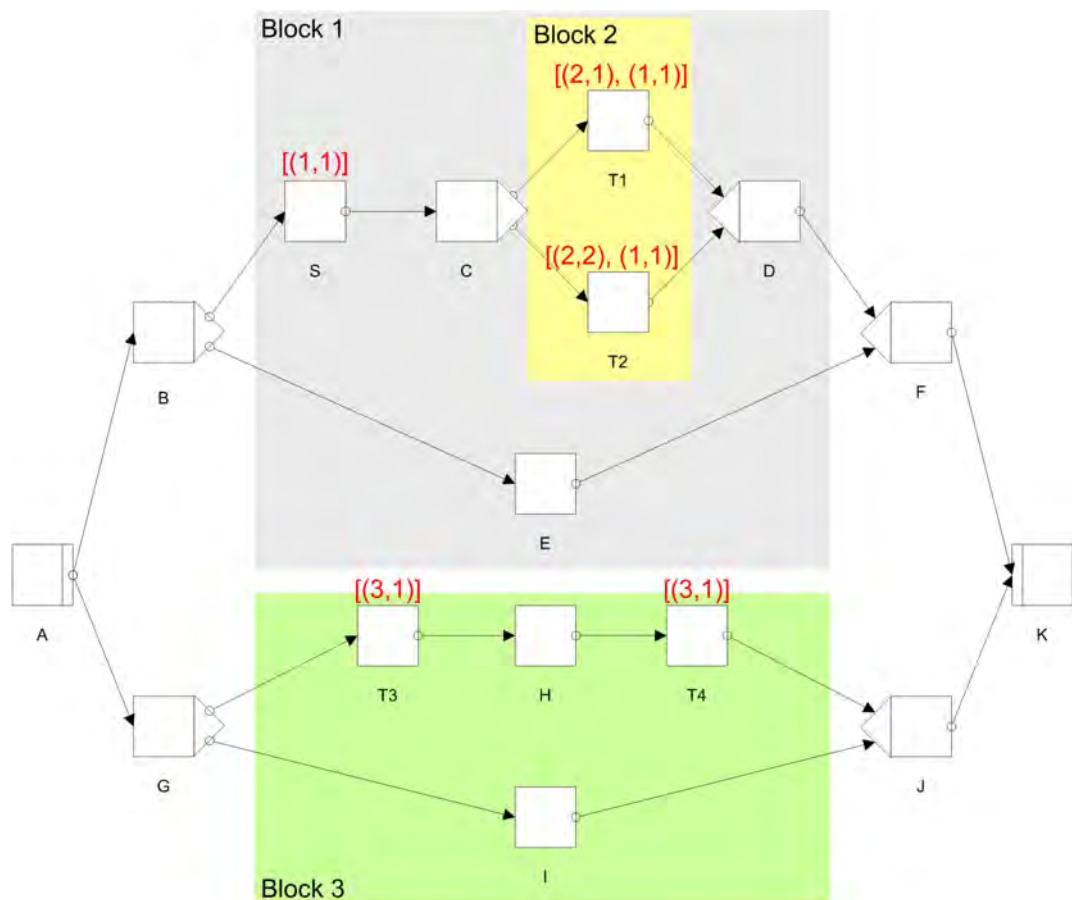 Block 1
Block 2
[(2,1), (1,1)]
T1
[(1,1)]
S
C
D
[(2,2), (1,1)]
T2
B
F
E
A
K
[(3,1)]
[(3,1)]
T3
H
T4
G
J
I
Block 3